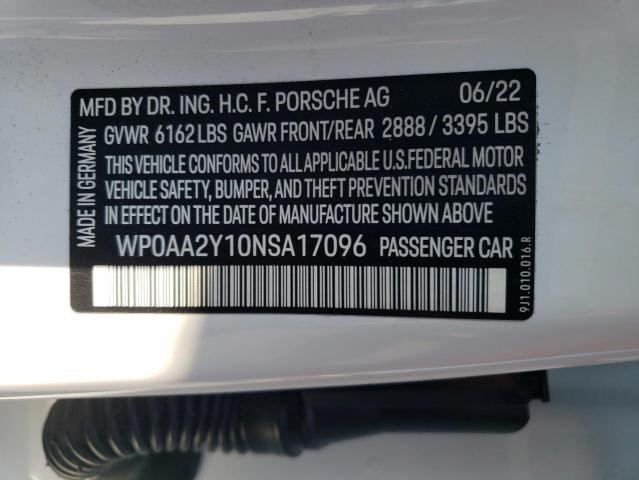 MFD BY DR. ING. H.C. F. PORSCHE AG 06/22
GVWR 6162 LBS GAWR FRONT/REAR 2888 / 3395 LBS
THIS VEHICLE CONFORMS TO ALL APPLICABLE U.S.FEDERAL MOTOR
VEHICLE SAFETY, BUMPER, AND THEFT PREVENTION STANDARDS
IN EFFECT ON THE DATE OF MANUFACTURE SHOWN ABOVE
WP0AA2Y10NSA17096 PASSENGER CAR
MADE IN GERMANY
9J1.010.016.R